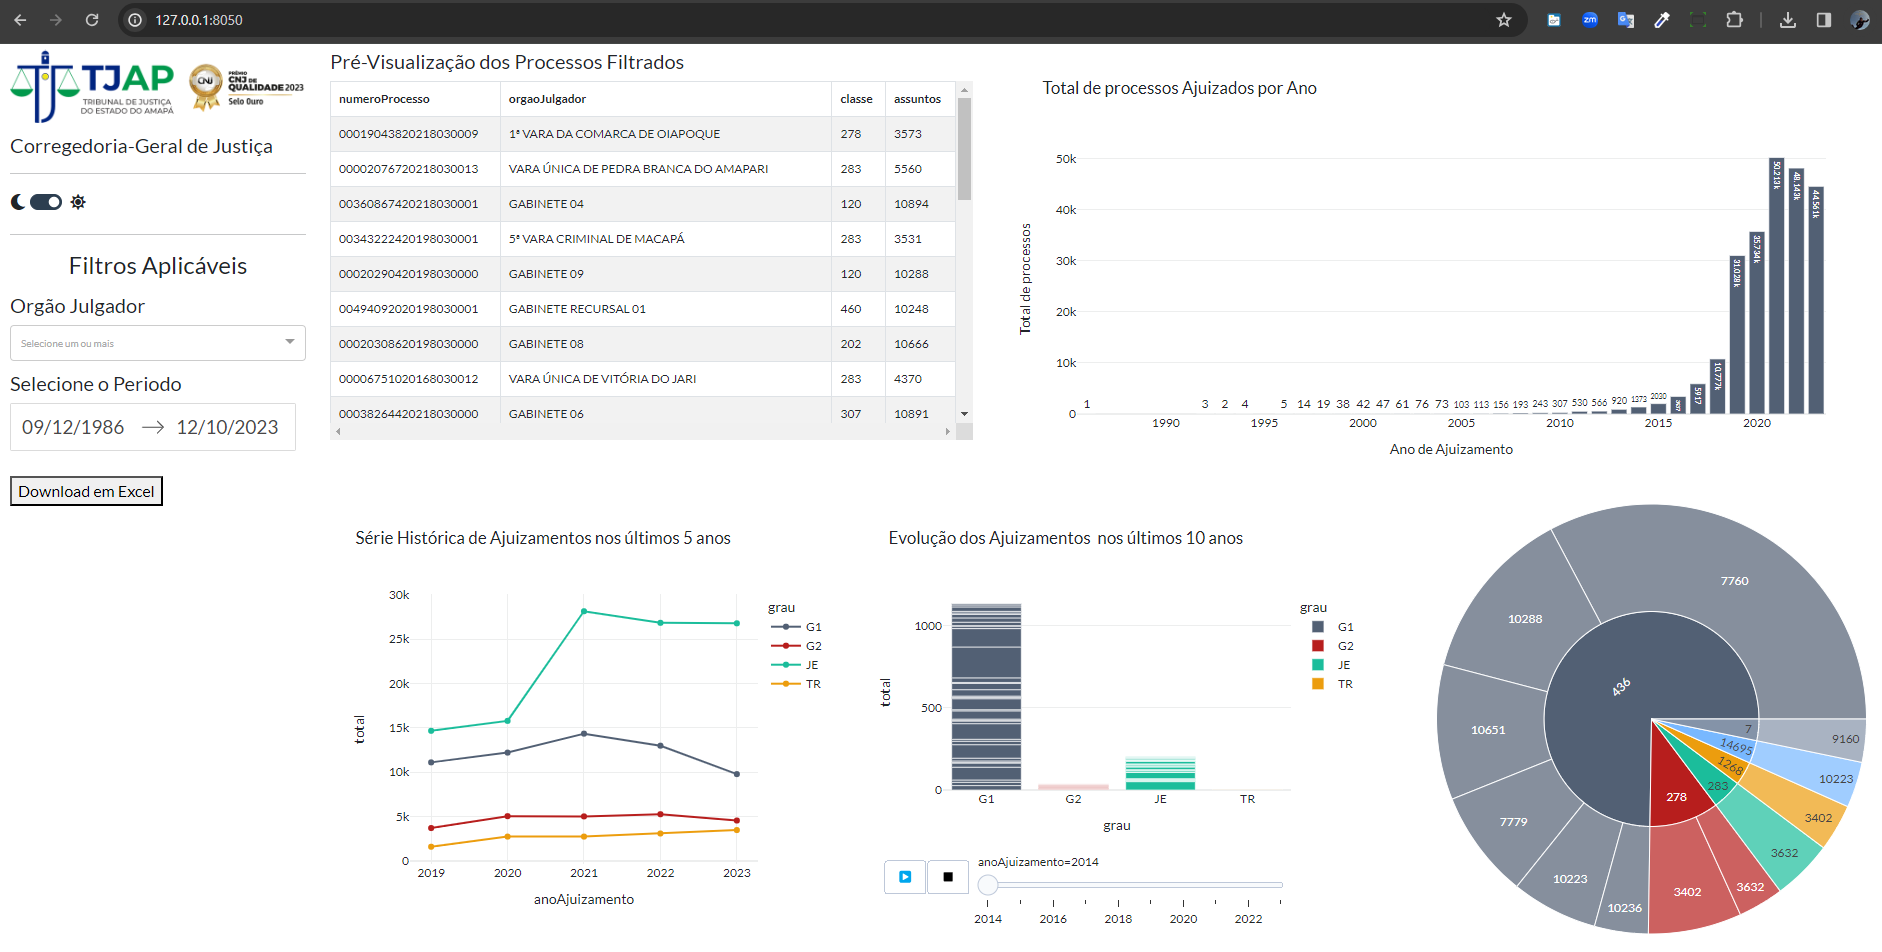 127.0.0.1:8050
TJAP
TRIBUNAL DE JUSTIÇA
DO ESTADO DO AMAPÁ
CNJ
PRÊMIO
CNJ DE
QUALIDADE 2023
Selo Ouro
Corregedoria-Geral de Justiça
Filtros Aplicáveis
Orgão Julgador
Selecione um ou mais
Selecione o Periodo
09/12/1986 → 12/10/2023
Download em Excel
Pré-Visualização dos Processos Filtrados
numeroProcesso orgaoJulgador classe assuntos
00019043820218030009 1ª VARA DA COMARCA DE OIAPOQUE 278 3573
00002076720218030013 VARA ÚNICA DE PEDRA BRANCA DO AMAPARI 283 5560
00360867420218030001 GABINETE 04 120 10894
00343222420198030001 5ª VARA CRIMINAL DE MACAPÁ 283 3531
00020290420198030000 GABINETE 09 120 10288
00494092020198030001 GABINETE RECURSAL 01 460 10248
00020308620198030000 GABINETE 08 202 10666
00006751020168030012 VARA ÚNICA DE VITÓRIA DO JARI 283 4370
00038264420218030000 GABINETE 06 307 10891
Total de processos Ajuizados por Ano
Total de processos
50k
40k
30k
20k
10k
0
1 3 2 4 5 14 19 38 42 47 61 76 73 103 113 156 193 243 307 530 566 920 1373 2030 5917 10.777k 31.028k 35.734k 50.213k 48.143k 44.561k
1990 1995 2000 2005 2010 2015 2020
Ano de Ajuizamento
Série Histórica de Ajuizamentos nos últimos 5 anos
total
30k
25k
20k
15k
10k
5k
0
2019 2020 2021 2022 2023
anoAjuizamento
grau
G1
G2
JE
TR
Evolução dos Ajuizamentos nos últimos 10 anos
total
1000
500
0
G1 G2 JE TR
grau
grau
G1
G2
JE
TR
anoAjuizamento=2014
2014 2016 2018 2020 2022
7760
10288
10651
7779
10223
10236
436
7
14695
1268
283
278
9160
10223
3402
3632
3632
3402